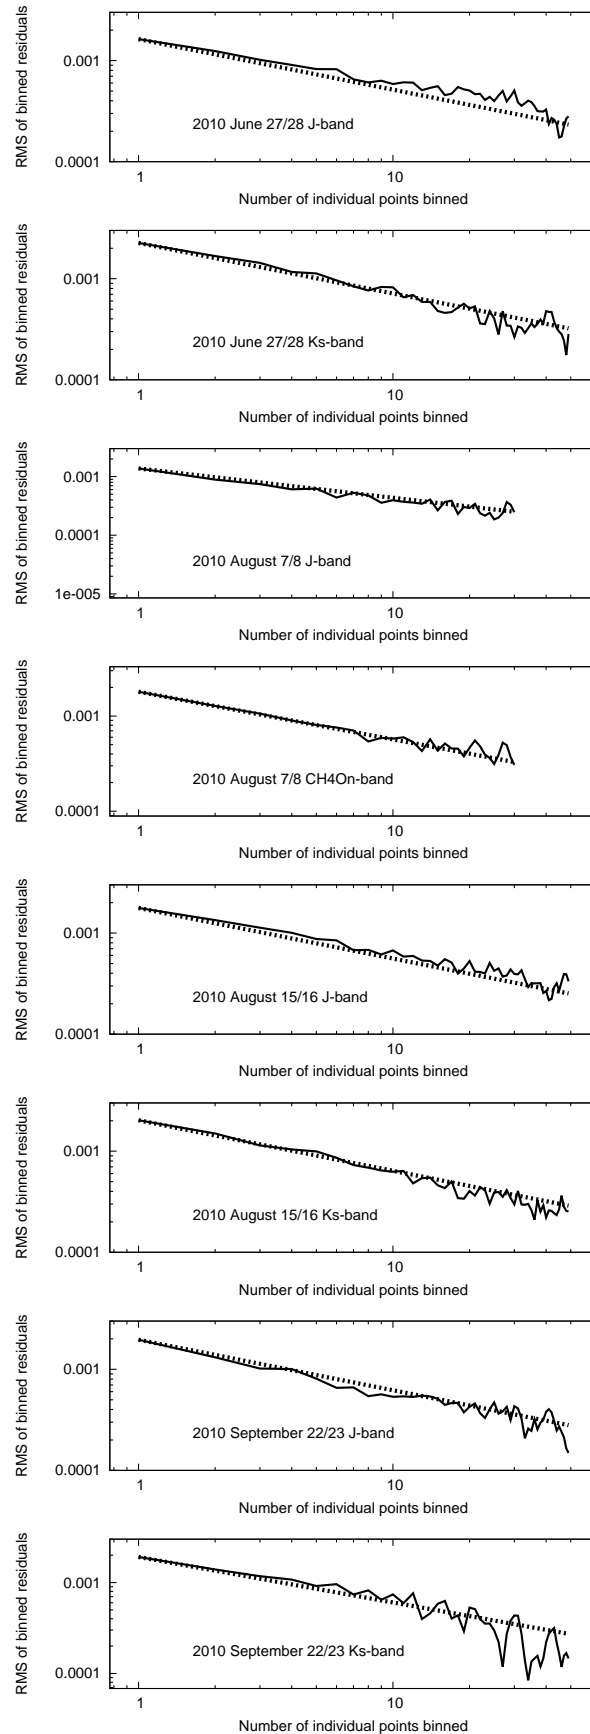 RMS of binned residuals
0.001
0.0001
2010 June 27/28 J-band
1
10
Number of individual points binned
RMS of binned residuals
0.001
0.0001
2010 June 27/28 Ks-band
1
10
Number of individual points binned
RMS of binned residuals
0.001
0.0001
1e-005
2010 August 7/8 J-band
1
10
Number of individual points binned
RMS of binned residuals
0.001
0.0001
2010 August 7/8 CH4On-band
1
10
Number of individual points binned
RMS of binned residuals
0.001
0.0001
2010 August 15/16 J-band
1
10
Number of individual points binned
RMS of binned residuals
0.001
0.0001
2010 August 15/16 Ks-band
1
10
Number of individual points binned
RMS of binned residuals
0.001
0.0001
2010 September 22/23 J-band
1
10
Number of individual points binned
RMS of binned residuals
0.001
0.0001
2010 September 22/23 Ks-band
1
10
Number of individual points binned